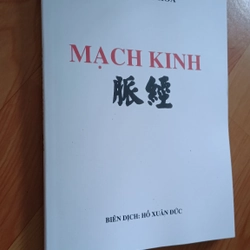 MẠCH KINH
脈經
BIÊN DỊCH: HỒ XUÂN ĐỨC